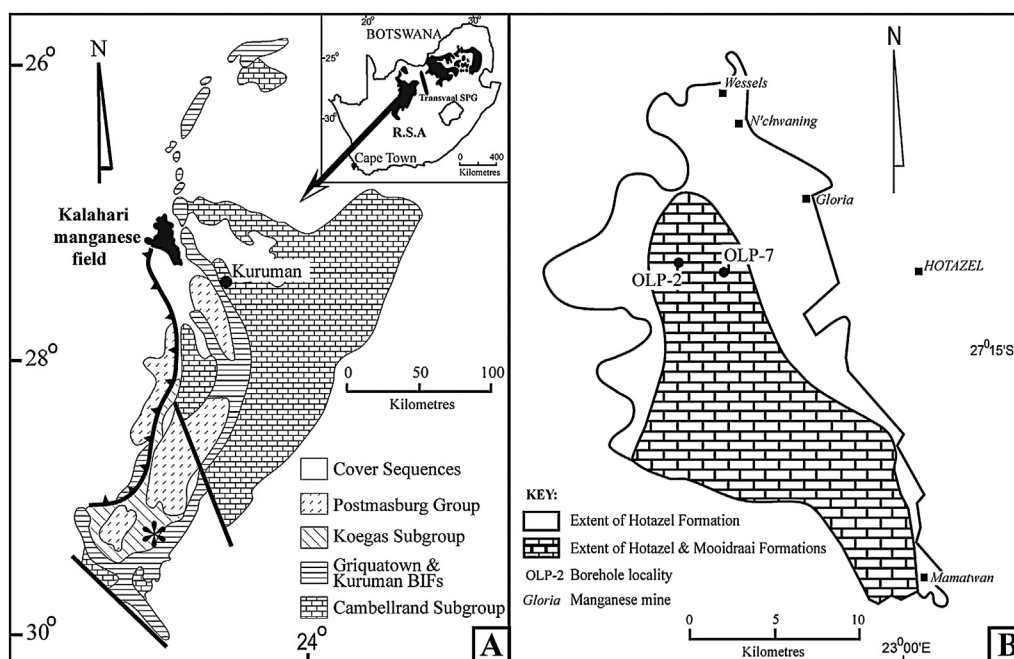 20°
30°
BOTSWANA
-25°
Transvaal SPG
-30°
R.S.A
0 400
Kilometres
Cape Town
N
26°
Kalahari
manganese
field
Kuruman
28°
0 50 100
Kilometres
Cover Sequences
Postmasburg Group
Koegas Subgroup
Griquatown &
Kuruman BIFs
Cambellrand Subgroup
30°
24°
A
N
Wessels
N'chwaning
Gloria
OLP-7
OLP-2
HOTAZEL
27°15'S
KEY:
Extent of Hotazel Formation
Extent of Hotazel & Mooidraai Formations
OLP-2 Borehole locality
Gloria Manganese mine
Mamatwan
0 5 10
Kilometres
23°00'E
B